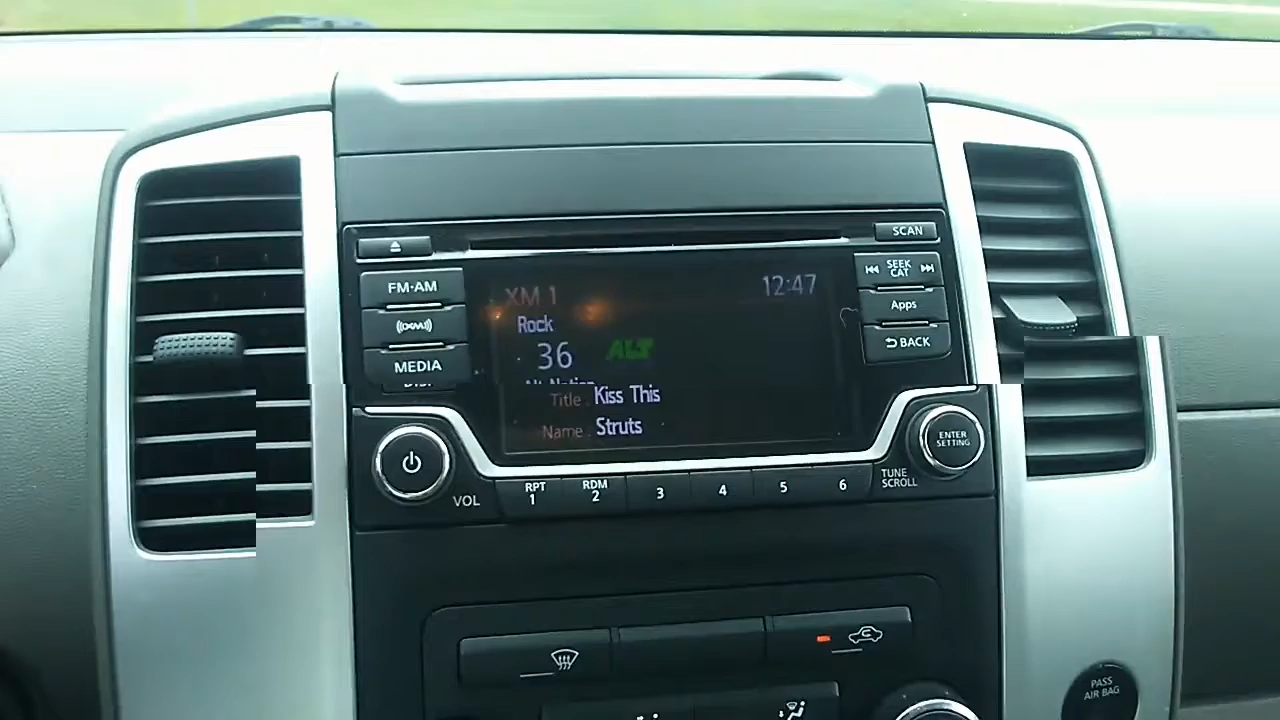 SCAN
FM·AM
SEEK
CAT
XM 1
12:47
Rock
Apps
((XM))
36
ALT
BACK
MEDIA
Title . Kiss This
Name . Struts
ENTER
SETTING
VOL
RPT
1
RDM
2
3
4
5
6
TUNE
SCROLL
PASS
AIR BAG